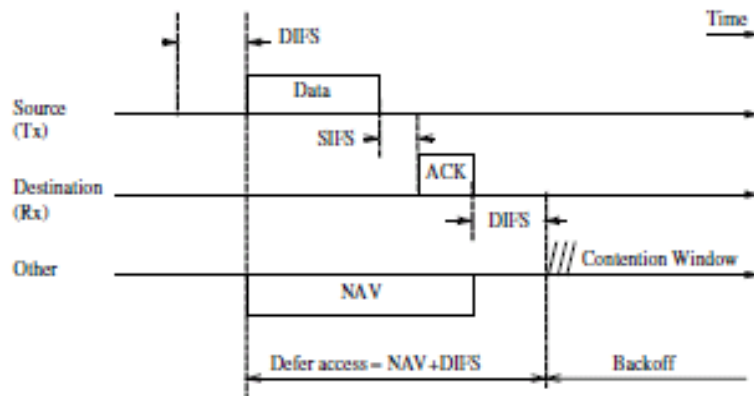 Time
DIFS
Data
Source
(Tx)
SIFS
ACK
Destination
(Rx)
DIFS
Other
Contention Window
NAV
Defer access = NAV+DIFS
Backoff